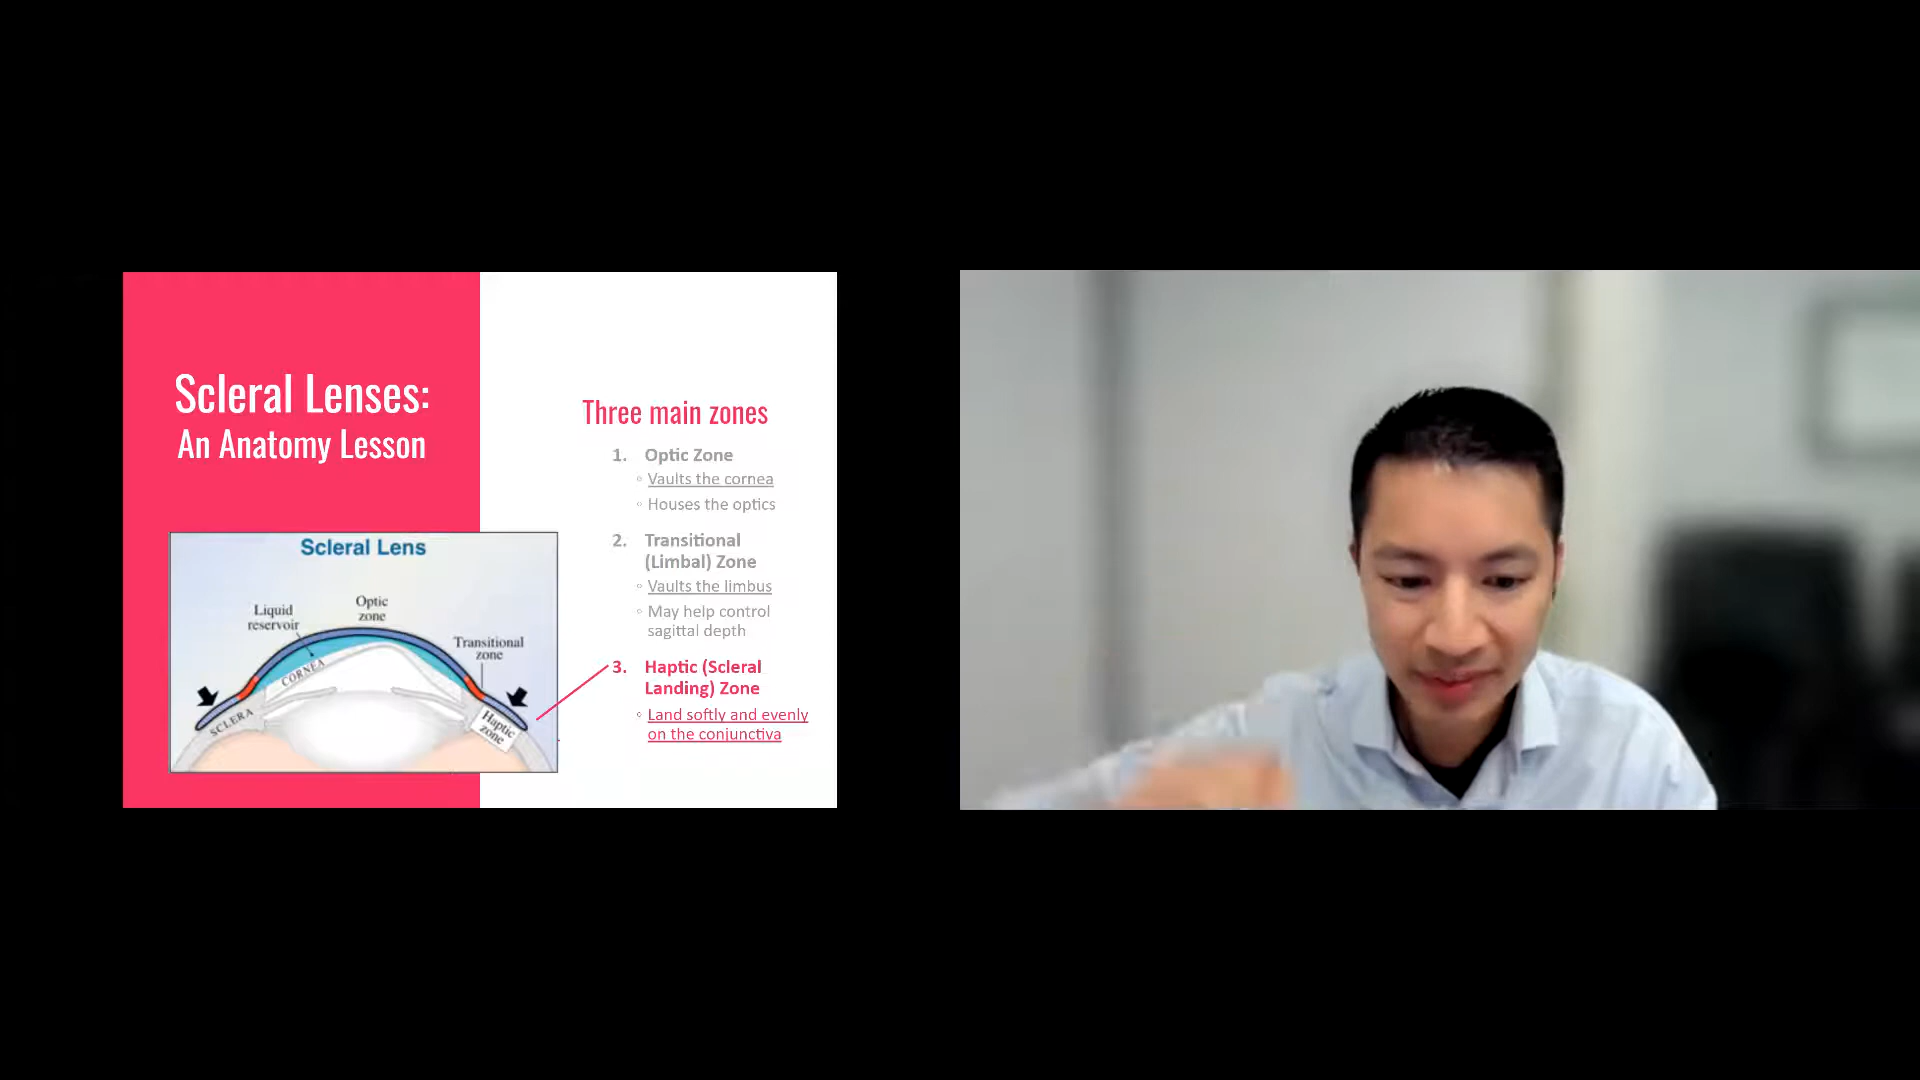 Scleral Lenses:
An Anatomy Lesson
Scleral Lens
Optic
zone
Liquid
reservoir
Transitional
zone
CORNEA
SCLERA
Haptic
zone
Three main zones
1. Optic Zone
◦ Vaults the cornea
◦ Houses the optics
2. Transitional
(Limbal) Zone
◦ Vaults the limbus
◦ May help control
sagittal depth
3. Haptic (Scleral
Landing) Zone
◦ Land softly and evenly
on the conjunctiva